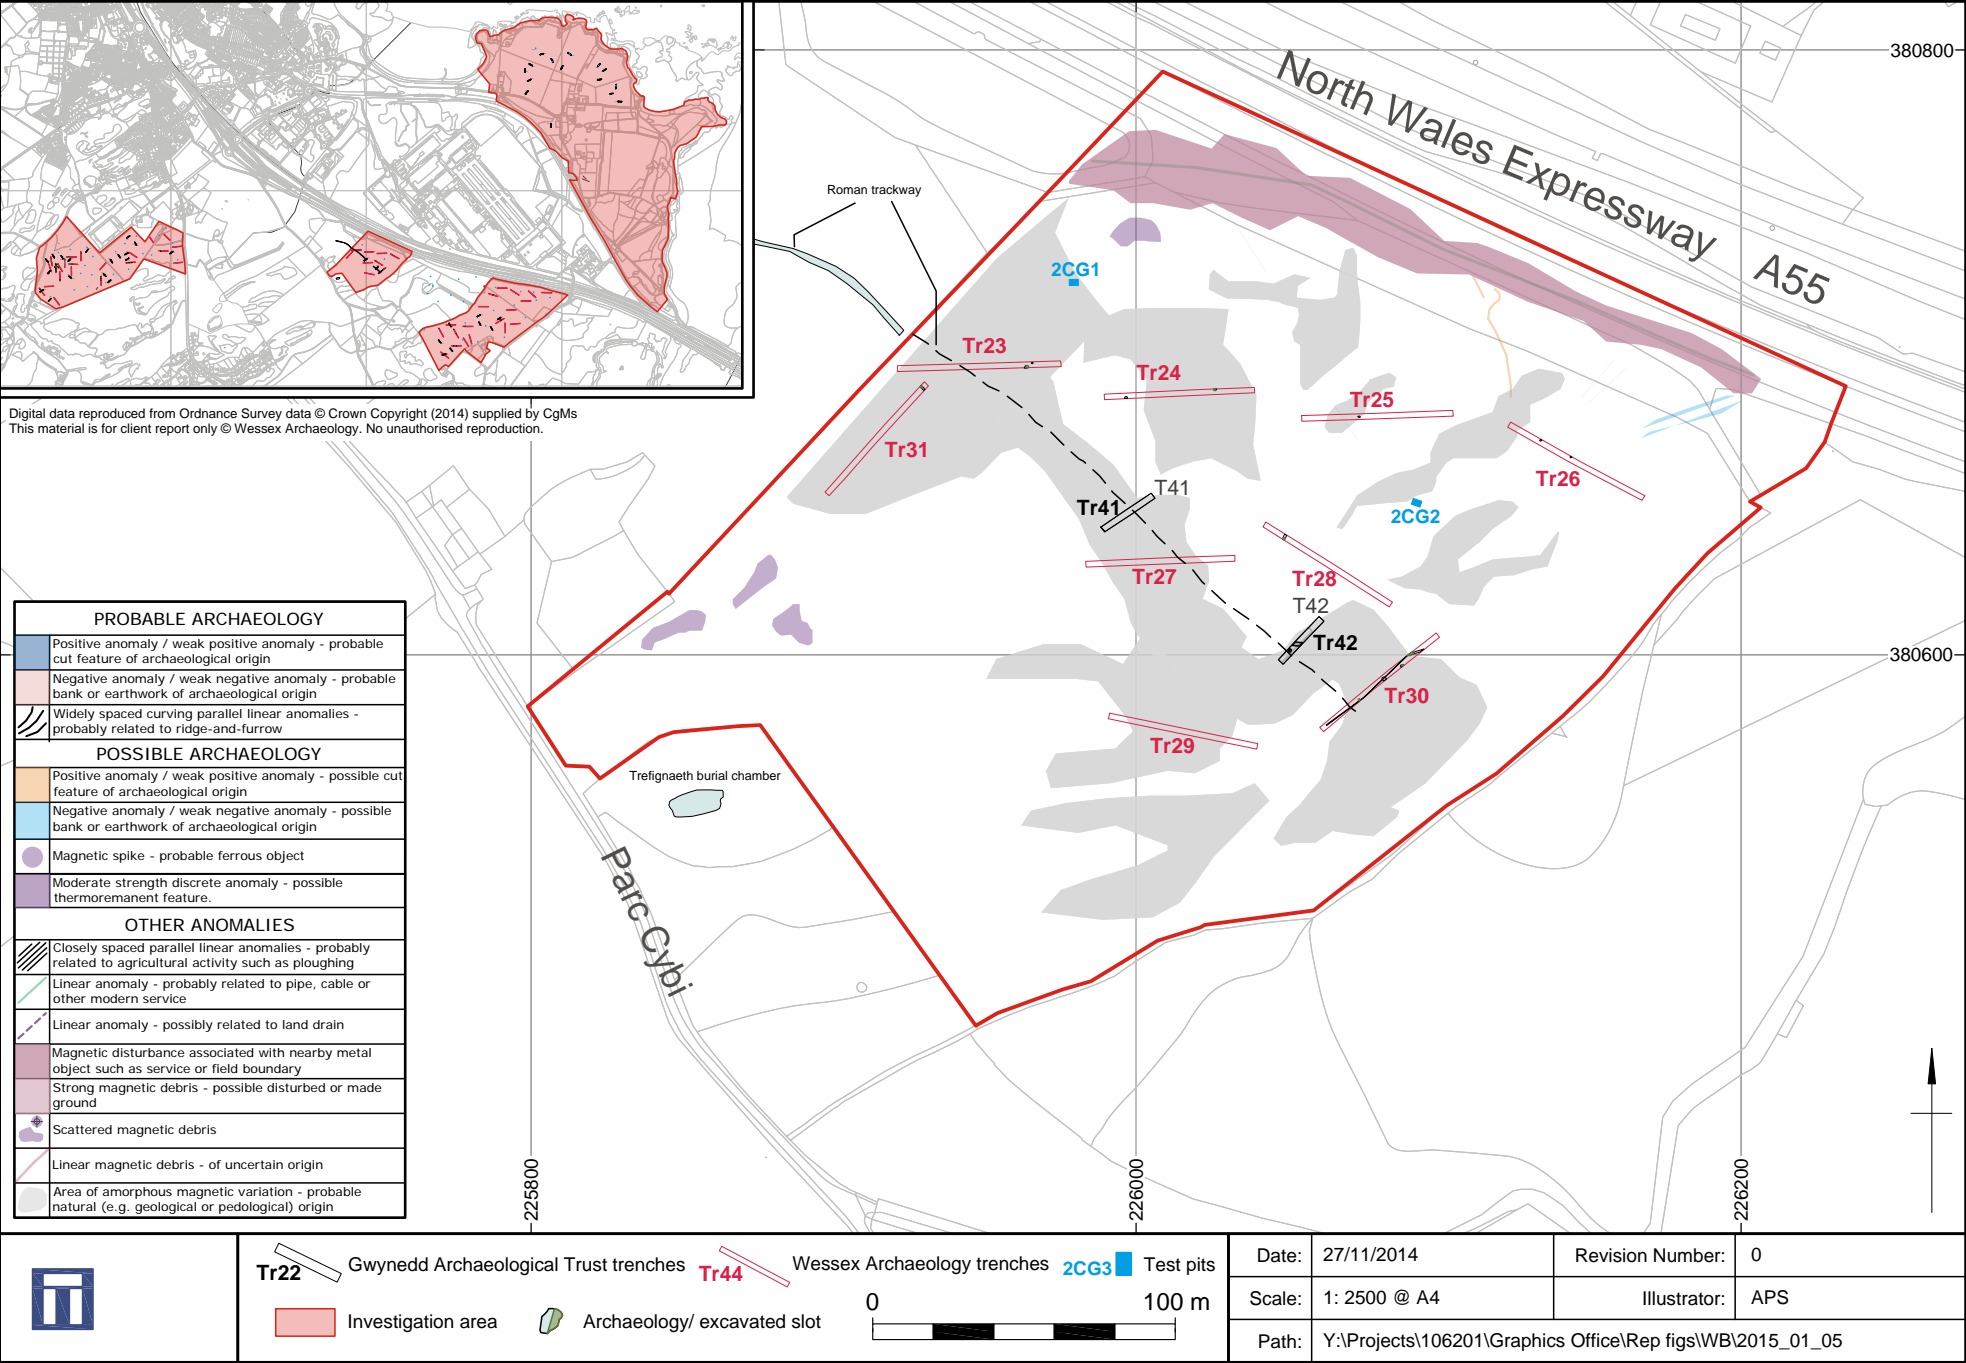 380800
North Wales Expressway A55
Roman trackway
2CG1
Tr23
Tr24
Tr25
Tr31
Tr26
T41
Tr41
2CG2
Tr27
Tr28
T42
Tr42
380600
Tr30
Tr29
Trefignaeth burial chamber
Parc Cybi
225800
226000
226200
Digital data reproduced from Ordnance Survey data © Crown Copyright (2014) supplied by CgMs
This material is for client report only © Wessex Archaeology. No unauthorised reproduction.
PROBABLE ARCHAEOLOGY
Positive anomaly / weak positive anomaly - probable
cut feature of archaeological origin
Negative anomaly / weak negative anomaly - probable
bank or earthwork of archaeological origin
Widely spaced curving parallel linear anomalies -
probably related to ridge-and-furrow
POSSIBLE ARCHAEOLOGY
Positive anomaly / weak positive anomaly - possible cut
feature of archaeological origin
Negative anomaly / weak negative anomaly - possible
bank or earthwork of archaeological origin
Magnetic spike - probable ferrous object
Moderate strength discrete anomaly - possible
thermoremanent feature.
OTHER ANOMALIES
Closely spaced parallel linear anomalies - probably
related to agricultural activity such as ploughing
Linear anomaly - probably related to pipe, cable or
other modern service
Linear anomaly - possibly related to land drain
Magnetic disturbance associated with nearby metal
object such as service or field boundary
Strong magnetic debris - possible disturbed or made
ground
Scattered magnetic debris
Linear magnetic debris - of uncertain origin
Area of amorphous magnetic variation - probable
natural (e.g. geological or pedological) origin
Tr22 Gwynedd Archaeological Trust trenches
Tr44 Wessex Archaeology trenches
2CG3 Test pits
Investigation area
Archaeology/ excavated slot
0 100 m
Date: 27/11/2014
Revision Number: 0
Scale: 1: 2500 @ A4
Illustrator: APS
Path: Y:\Projects\106201\Graphics Office\Rep figs\WB\2015_01_05